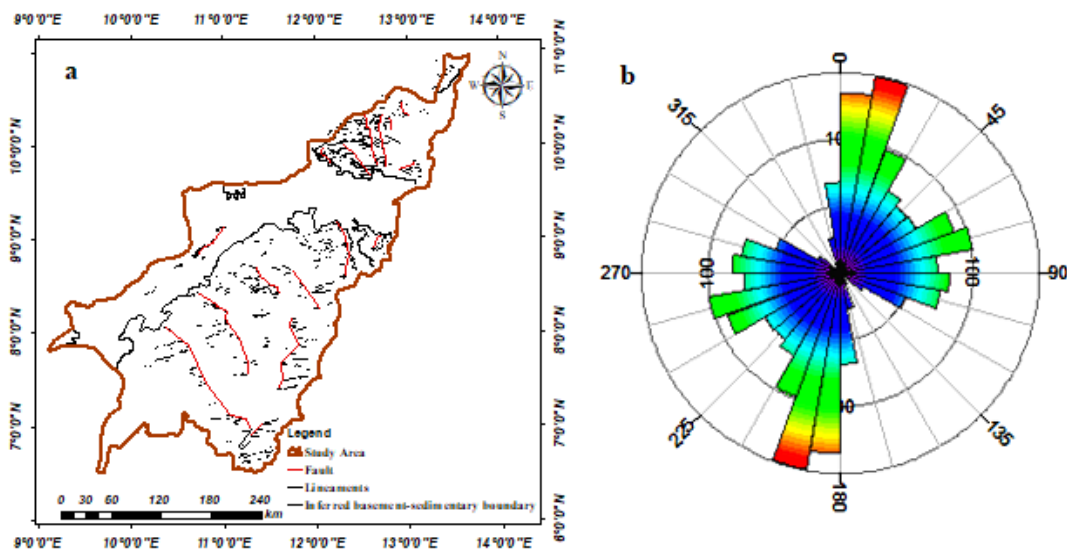 9°0'0"E 10°0'0"E 11°0'0"E 12°0'0"E 13°0'0"E 14°0'0"E
a
N
W E
S
11°0'0"N
10°0'0"N
9°0'0"N
8°0'0"N
7°0'0"N
11°0'0"N
10°0'0"N
9°0'0"N
8°0'0"N
7°0'0"N
6°0'0"N
Legend
Study Area
Fault
Lineaments
Inferred basement-sedimentary boundary
0 30 60 120 180 240
km
9°0'0"E 10°0'0"E 11°0'0"E 12°0'0"E 13°0'0"E 14°0'0"E
b
0
315
45
10
270
100
100
90
225
135
180